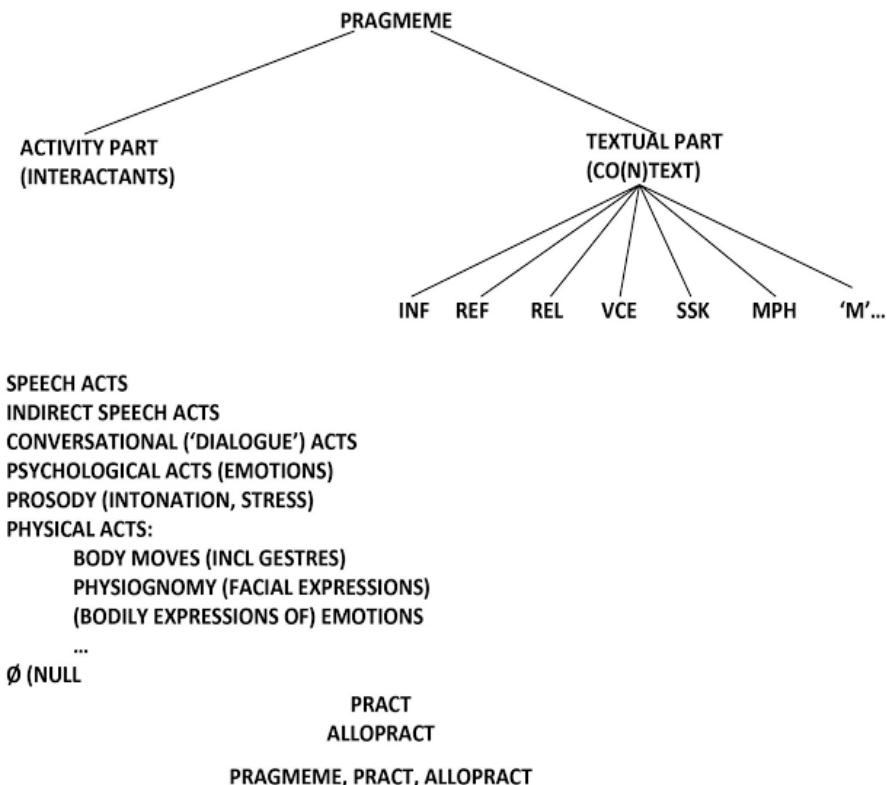 PRAGMEME
ACTIVITY PART
(INTERACTANTS)
TEXTUAL PART
(CO(N)TEXT)
INF REF REL VCE SSK MPH ‘M’...
SPEECH ACTS
INDIRECT SPEECH ACTS
CONVERSATIONAL (‘DIALOGUE’) ACTS
PSYCHOLOGICAL ACTS (EMOTIONS)
PROSODY (INTONATION, STRESS)
PHYSICAL ACTS:
BODY MOVES (INCL GESTRES)
PHYSIOGNOMY (FACIAL EXPRESSIONS)
(BODILY EXPRESSIONS OF) EMOTIONS
...
Ø (NULL
PRACT
ALLOPRACT
PRAGMEME, PRACT, ALLOPRACT